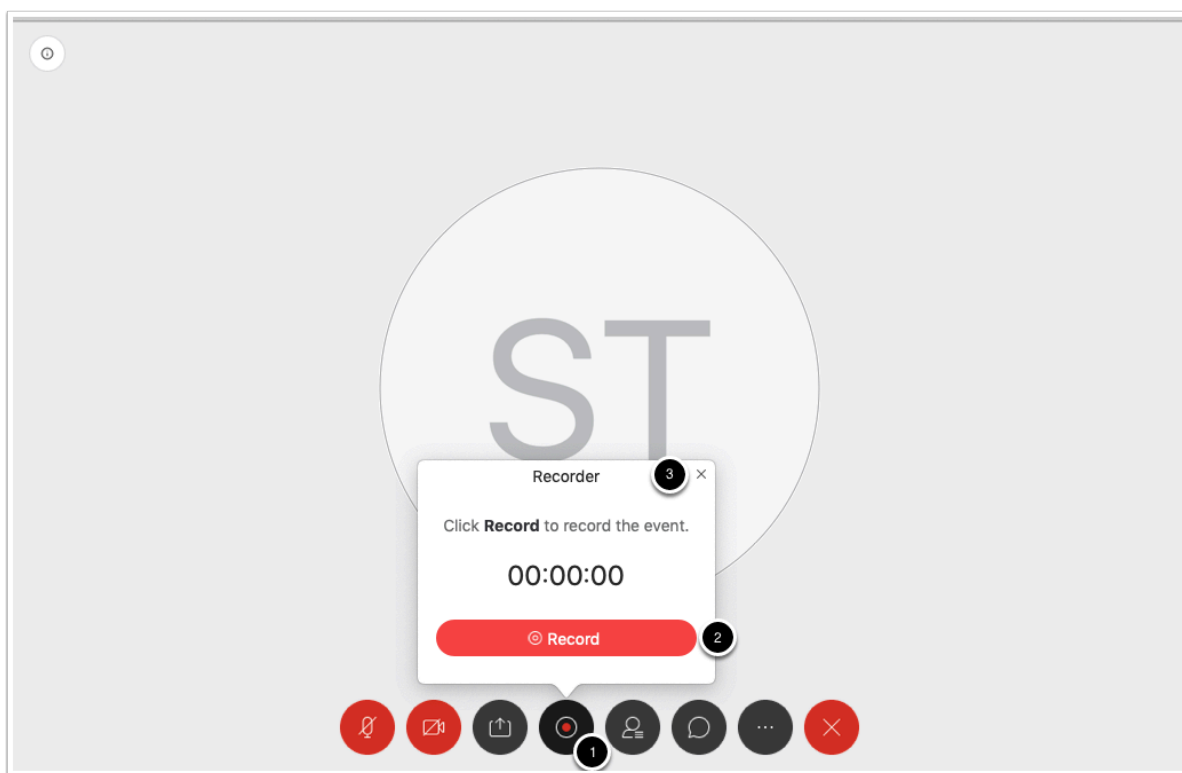 ST
Recorder
3
Click Record to record the event.
00:00:00
Record
2
1